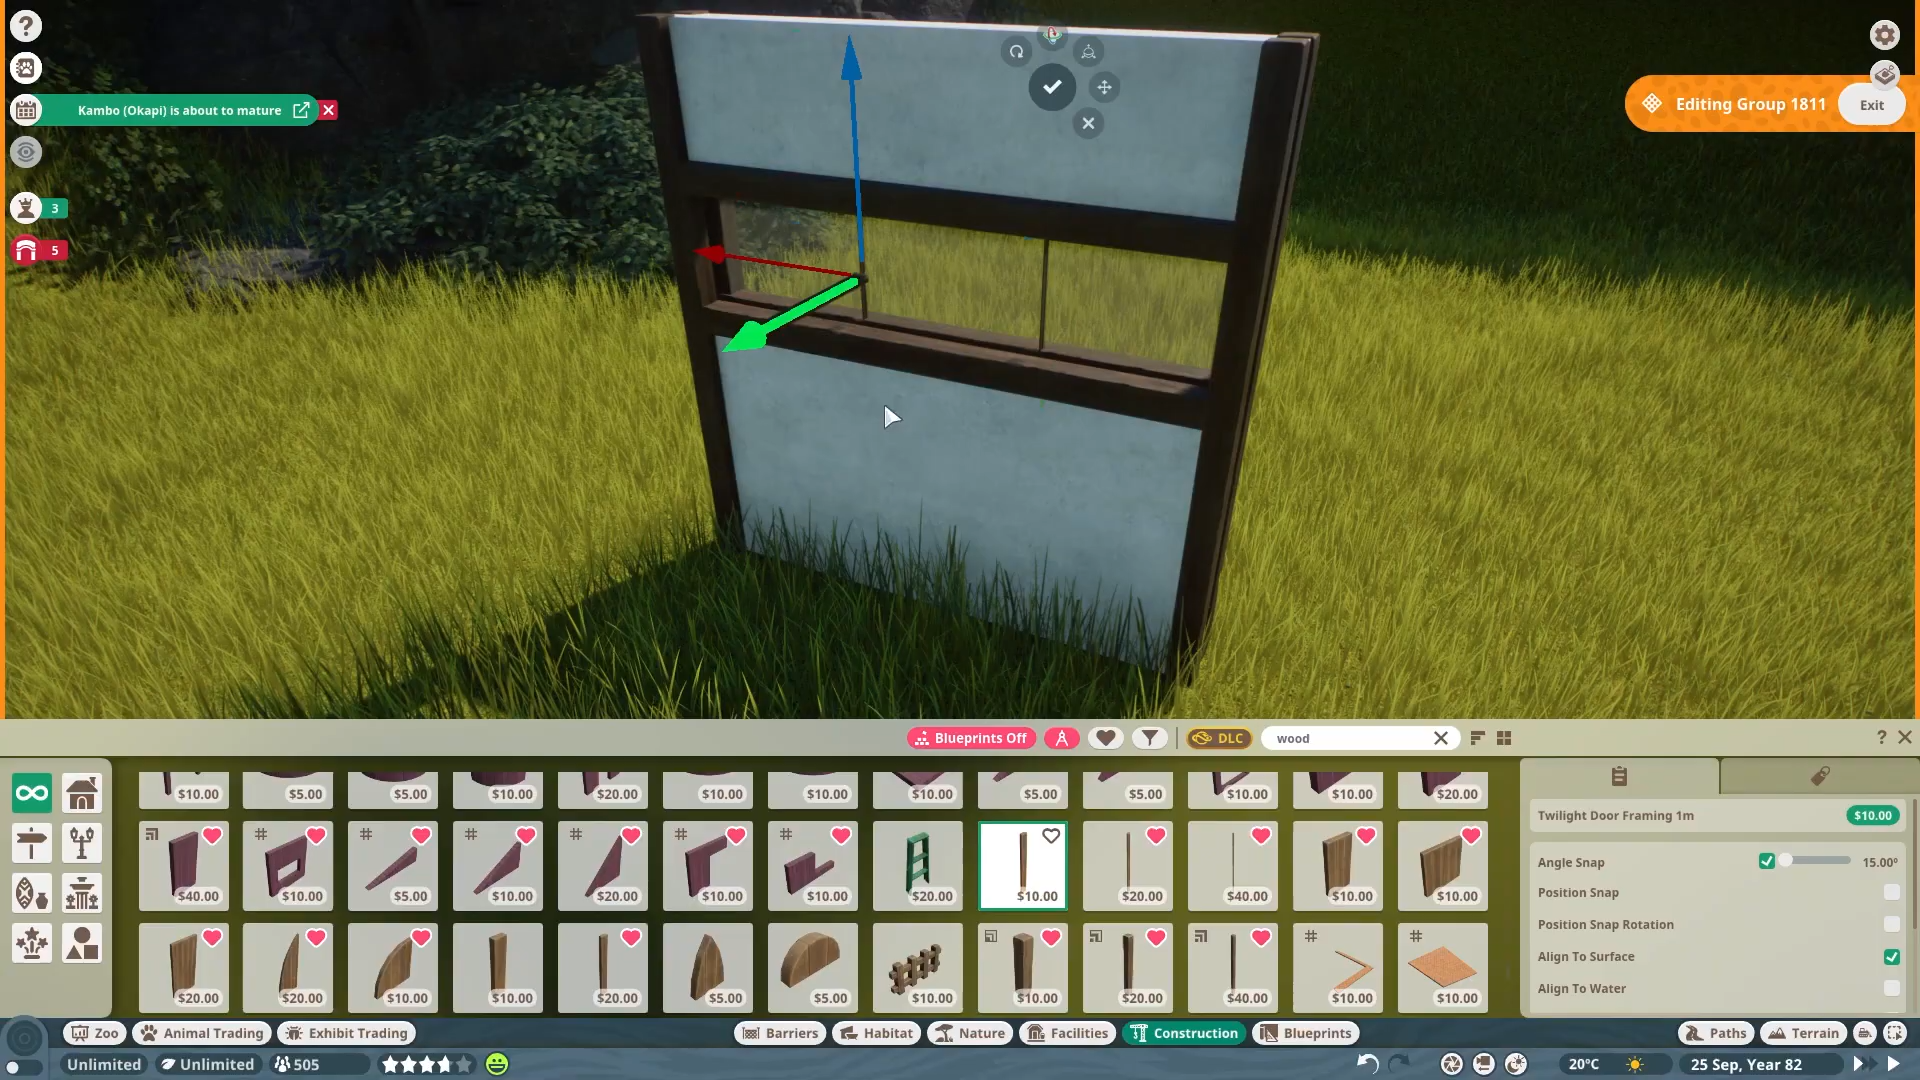 Kambo (Okapi) is about to mature
3
5
Editing Group 1811
Exit
Blueprints Off
DLC
wood
$10.00 $5.00 $5.00 $10.00 $20.00 $10.00 $10.00 $10.00 $5.00 $5.00 $10.00 $10.00 $20.00
$40.00 $10.00 $5.00 $10.00 $20.00 $10.00 $10.00 $20.00 $10.00 $20.00 $40.00 $10.00 $10.00
$20.00 $20.00 $10.00 $10.00 $20.00 $5.00 $5.00 $10.00 $10.00 $20.00 $40.00 $10.00 $10.00
Twilight Door Framing 1m $10.00
Angle Snap 15.00°
Position Snap
Position Snap Rotation
Align To Surface
Align To Water
Zoo Animal Trading Exhibit Trading Barriers Habitat Nature Facilities Construction Blueprints Paths Terrain
Unlimited Unlimited 505 20°C 25 Sep, Year 82